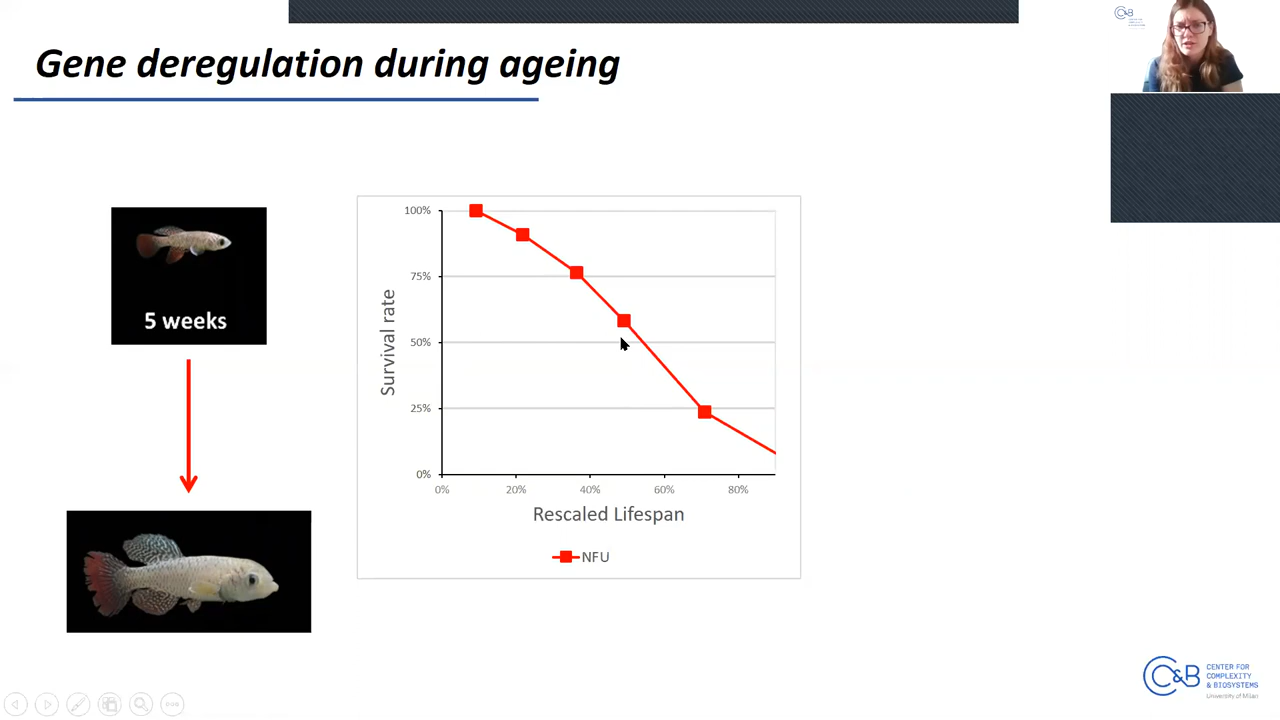 Gene deregulation during ageing
C&B
5 weeks
100%
75%
50%
25%
0%
Survival rate
0%
20%
40%
60%
80%
Rescaled Lifespan
NFU
C&B
CENTER FOR
COMPLEXITY
& BIOSYSTEMS
University of Milan